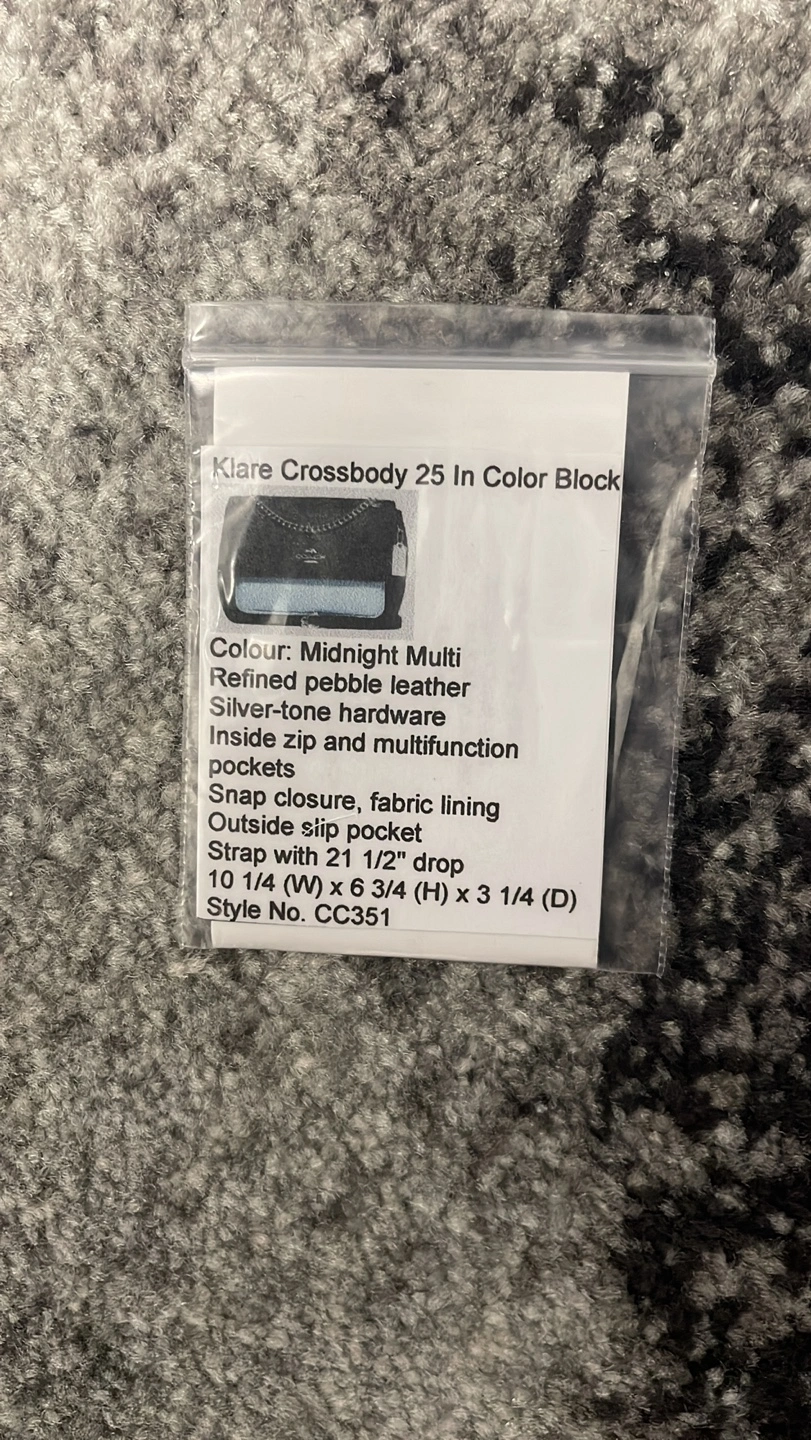 Klare Crossbody 25 In Color Block
COACH
Colour: Midnight Multi
Refined pebble leather
Silver-tone hardware
Inside zip and multifunction
pockets
Snap closure, fabric lining
Outside slip pocket
Strap with 21 1/2" drop
10 1/4 (W) x 6 3/4 (H) x 3 1/4 (D)
Style No. CC351